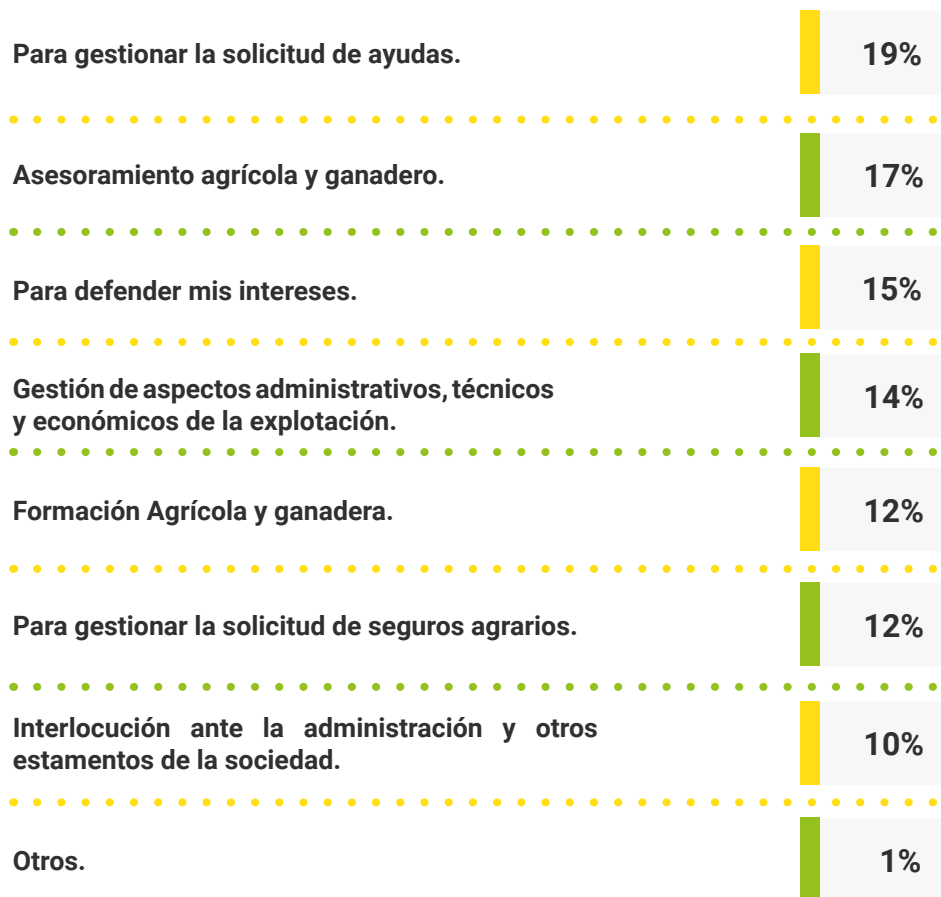 Para gestionar la solicitud de ayudas.
19%
Asesoramiento agrícola y ganadero.
17%
Para defender mis intereses.
15%
Gestión de aspectos administrativos, técnicos
y económicos de la explotación.
14%
Formación Agrícola y ganadera.
12%
Para gestionar la solicitud de seguros agrarios.
12%
Interlocución ante la administración y otros
estamentos de la sociedad.
10%
Otros.
1%